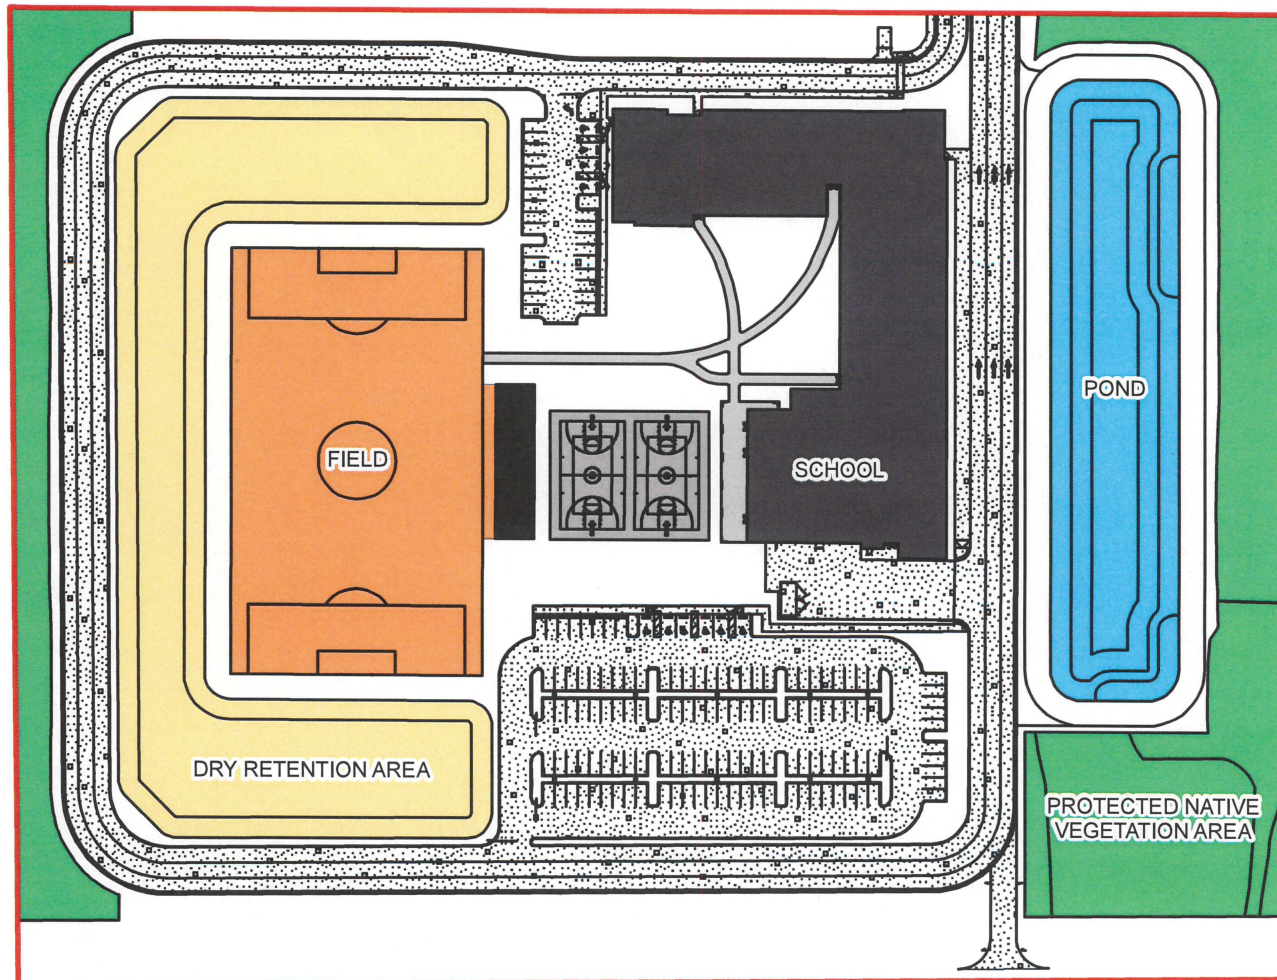 POND
FIELD
SCHOOL
DRY RETENTION AREA
PROTECTED NATIVE
VEGETATION AREA